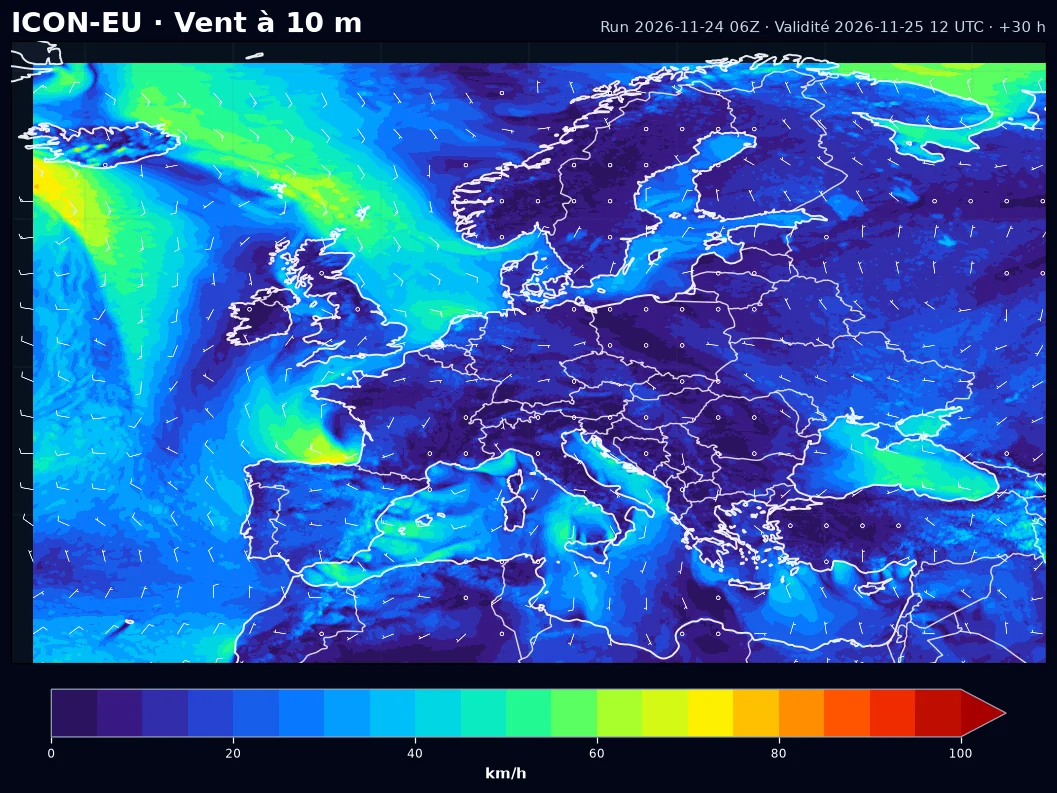 ICON-EU · Vent à 10 m
Run 2026-11-24 06Z · Validité 2026-11-25 12 UTC · +30 h
0 20 40 60 80 100
km/h